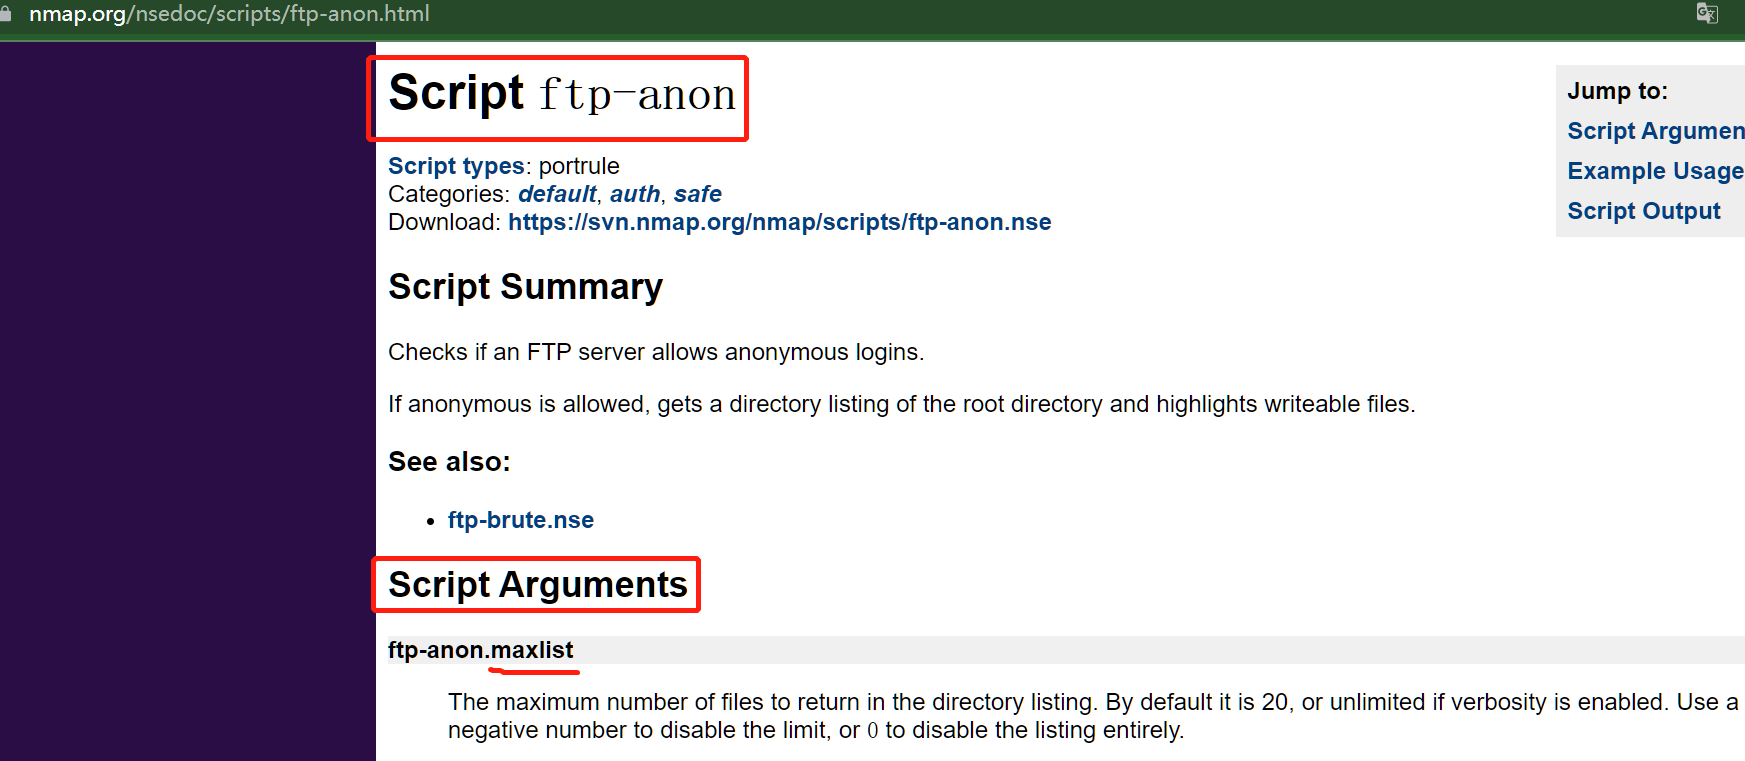 nmap.org/nsedoc/scripts/ftp-anon.html
Script ftp-anon
Jump to:
Script Argumen
Example Usage
Script Output
Script types: portrule
Categories: default, auth, safe
Download: https://svn.nmap.org/nmap/scripts/ftp-anon.nse
Script Summary
Checks if an FTP server allows anonymous logins.
If anonymous is allowed, gets a directory listing of the root directory and highlights writeable files.
See also:
• ftp-brute.nse
Script Arguments
ftp-anon.maxlist
The maximum number of files to return in the directory listing. By default it is 20, or unlimited if verbosity is enabled. Use a
negative number to disable the limit, or 0 to disable the listing entirely.